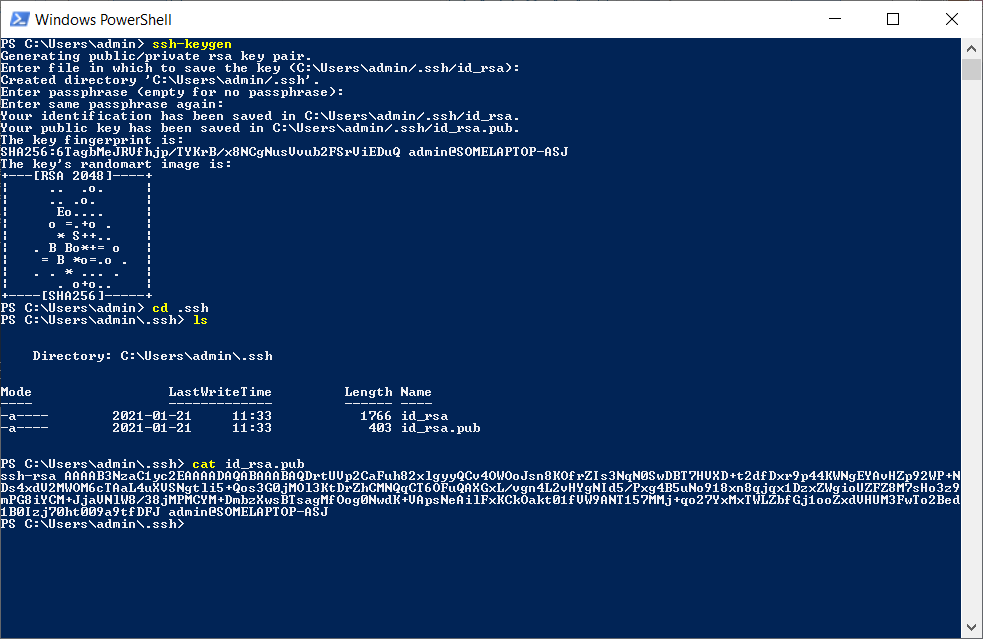 Windows PowerShell
PS C:\Users\admin> ssh-keygen
Generating public/private rsa key pair.
Enter file in which to save the key (C:\Users\admin/.ssh/id_rsa):
Created directory 'C:\Users\admin/.ssh'.
Enter passphrase (empty for no passphrase):
Enter same passphrase again:
Your identification has been saved in C:\Users\admin/.ssh/id_rsa.
Your public key has been saved in C:\Users\admin/.ssh/id_rsa.pub.
The key fingerprint is:
SHA256:6TagbMeJRVfhjp/TYKrB/x8NCgNusVvub2FSrViEDuQ admin@SOMELAPTOP-ASJ
The key's randomart image is:
+---[RSA 2048]----+
|     ..  .o.     |
|     .. .o.      |
|      Eo....     |
|     o =.+o .    |
|      * S++..    |
|   . B Bo*+= o   |
|    = B *o=.o .  |
|   . . * ... .   |
|      . o+o..    |
+----[SHA256]-----+
PS C:\Users\admin> cd .ssh
PS C:\Users\admin\.ssh> ls
Directory: C:\Users\admin\.ssh
Mode                 LastWriteTime         Length Name
----                 -------------         ------ ----
-a----        2021-01-21     11:33           1766 id_rsa
-a----        2021-01-21     11:33            403 id_rsa.pub
PS C:\Users\admin\.ssh> cat id_rsa.pub
ssh-rsa AAAAB3NzaC1yc2EAAAADAQABAAABAQDrtUVp2CaFuh82xlgyyQCv4OWOoJsn8KOfrZIs3NqN0SwDBT7HVXD+t2dfDxr9p44KWNgEYAvHZp92WP+N
Ds4xdV2MWOM6cTAaL4uXVSNgtli5+Qos3G0jMOl3ktDrZhCMNQqCT6OFuQAXGxL/vgn4L2vHYgNId5/Pxg4B5uNo918xn8qjgx1DzxZWgioUZFZ8M7sHo3z9
mPG8iYCM+JjaVNlW8/38jMPMCYM+DmbzXwsBTsagMfOog0NwdK+VApsNeAilFxKCkOakt01fVW9ANT157MMj+qo27YxMxTWLZbfGj1ooZxdVHUM3FwTo2Bed
1B0Izj70ht009a9tfDFJ admin@SOMELAPTOP-ASJ
PS C:\Users\admin\.ssh>